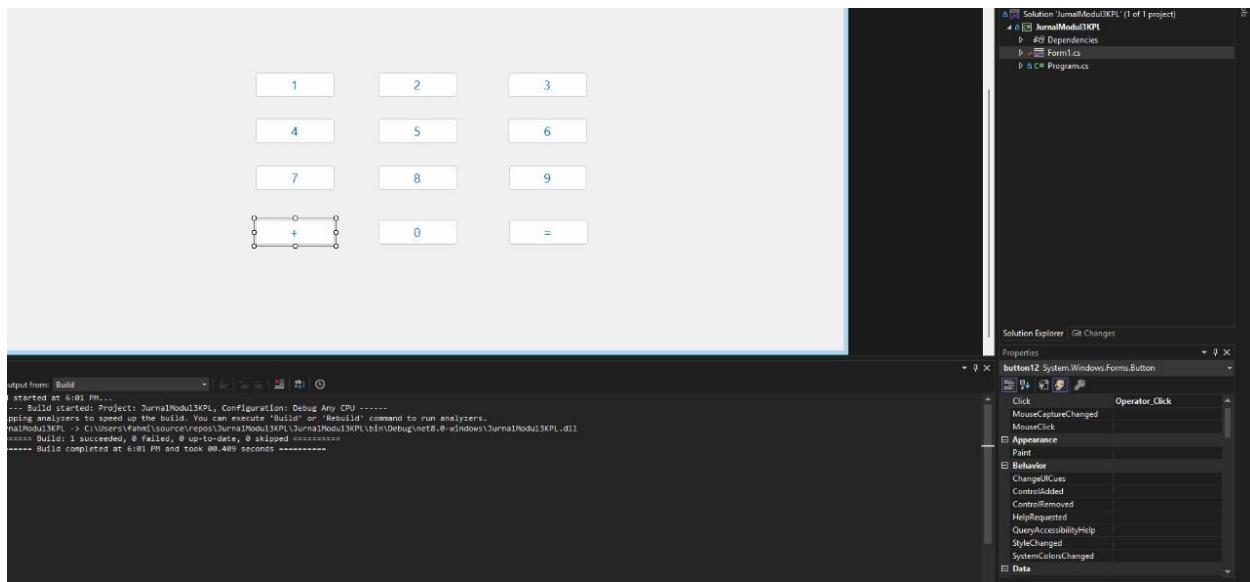 1 2 3
4 5 6
7 8 9
+ 0 =
Solution 'JurnalModul3KPL' (1 of 1 project)
JurnalModul3KPL
Dependencies
Form1.cs
C# Program.cs
Solution Explorer Git Changes
Properties
button12 System.Windows.Forms.Button
Click Operator_Click
MouseCaptureChanged
MouseClick
Appearance
Paint
Behavior
ChangeUICues
ControlAdded
ControlRemoved
HelpRequested
QueryAccessibilityHelp
StyleChanged
SystemColorsChanged
Data
utput from: Build
d started at 6:01 PM...
--- Build started: Project: JurnalModul3KPL, Configuration: Debug Any CPU ------
pping analyzers to speed up the build. You can execute 'Build' or 'Rebuild' command to run analyzers.
rnalModul3KPL -> C:\Users\fahmi\source\repos\JurnalModul3KPL\JurnalModul3KPL\bin\Debug\net8.0-windows\JurnalModul3KPL.dll
====== Build: 1 succeeded, 0 failed, 0 up-to-date, 0 skipped ==========
====== Build completed at 6:01 PM and took 00.409 seconds ==========